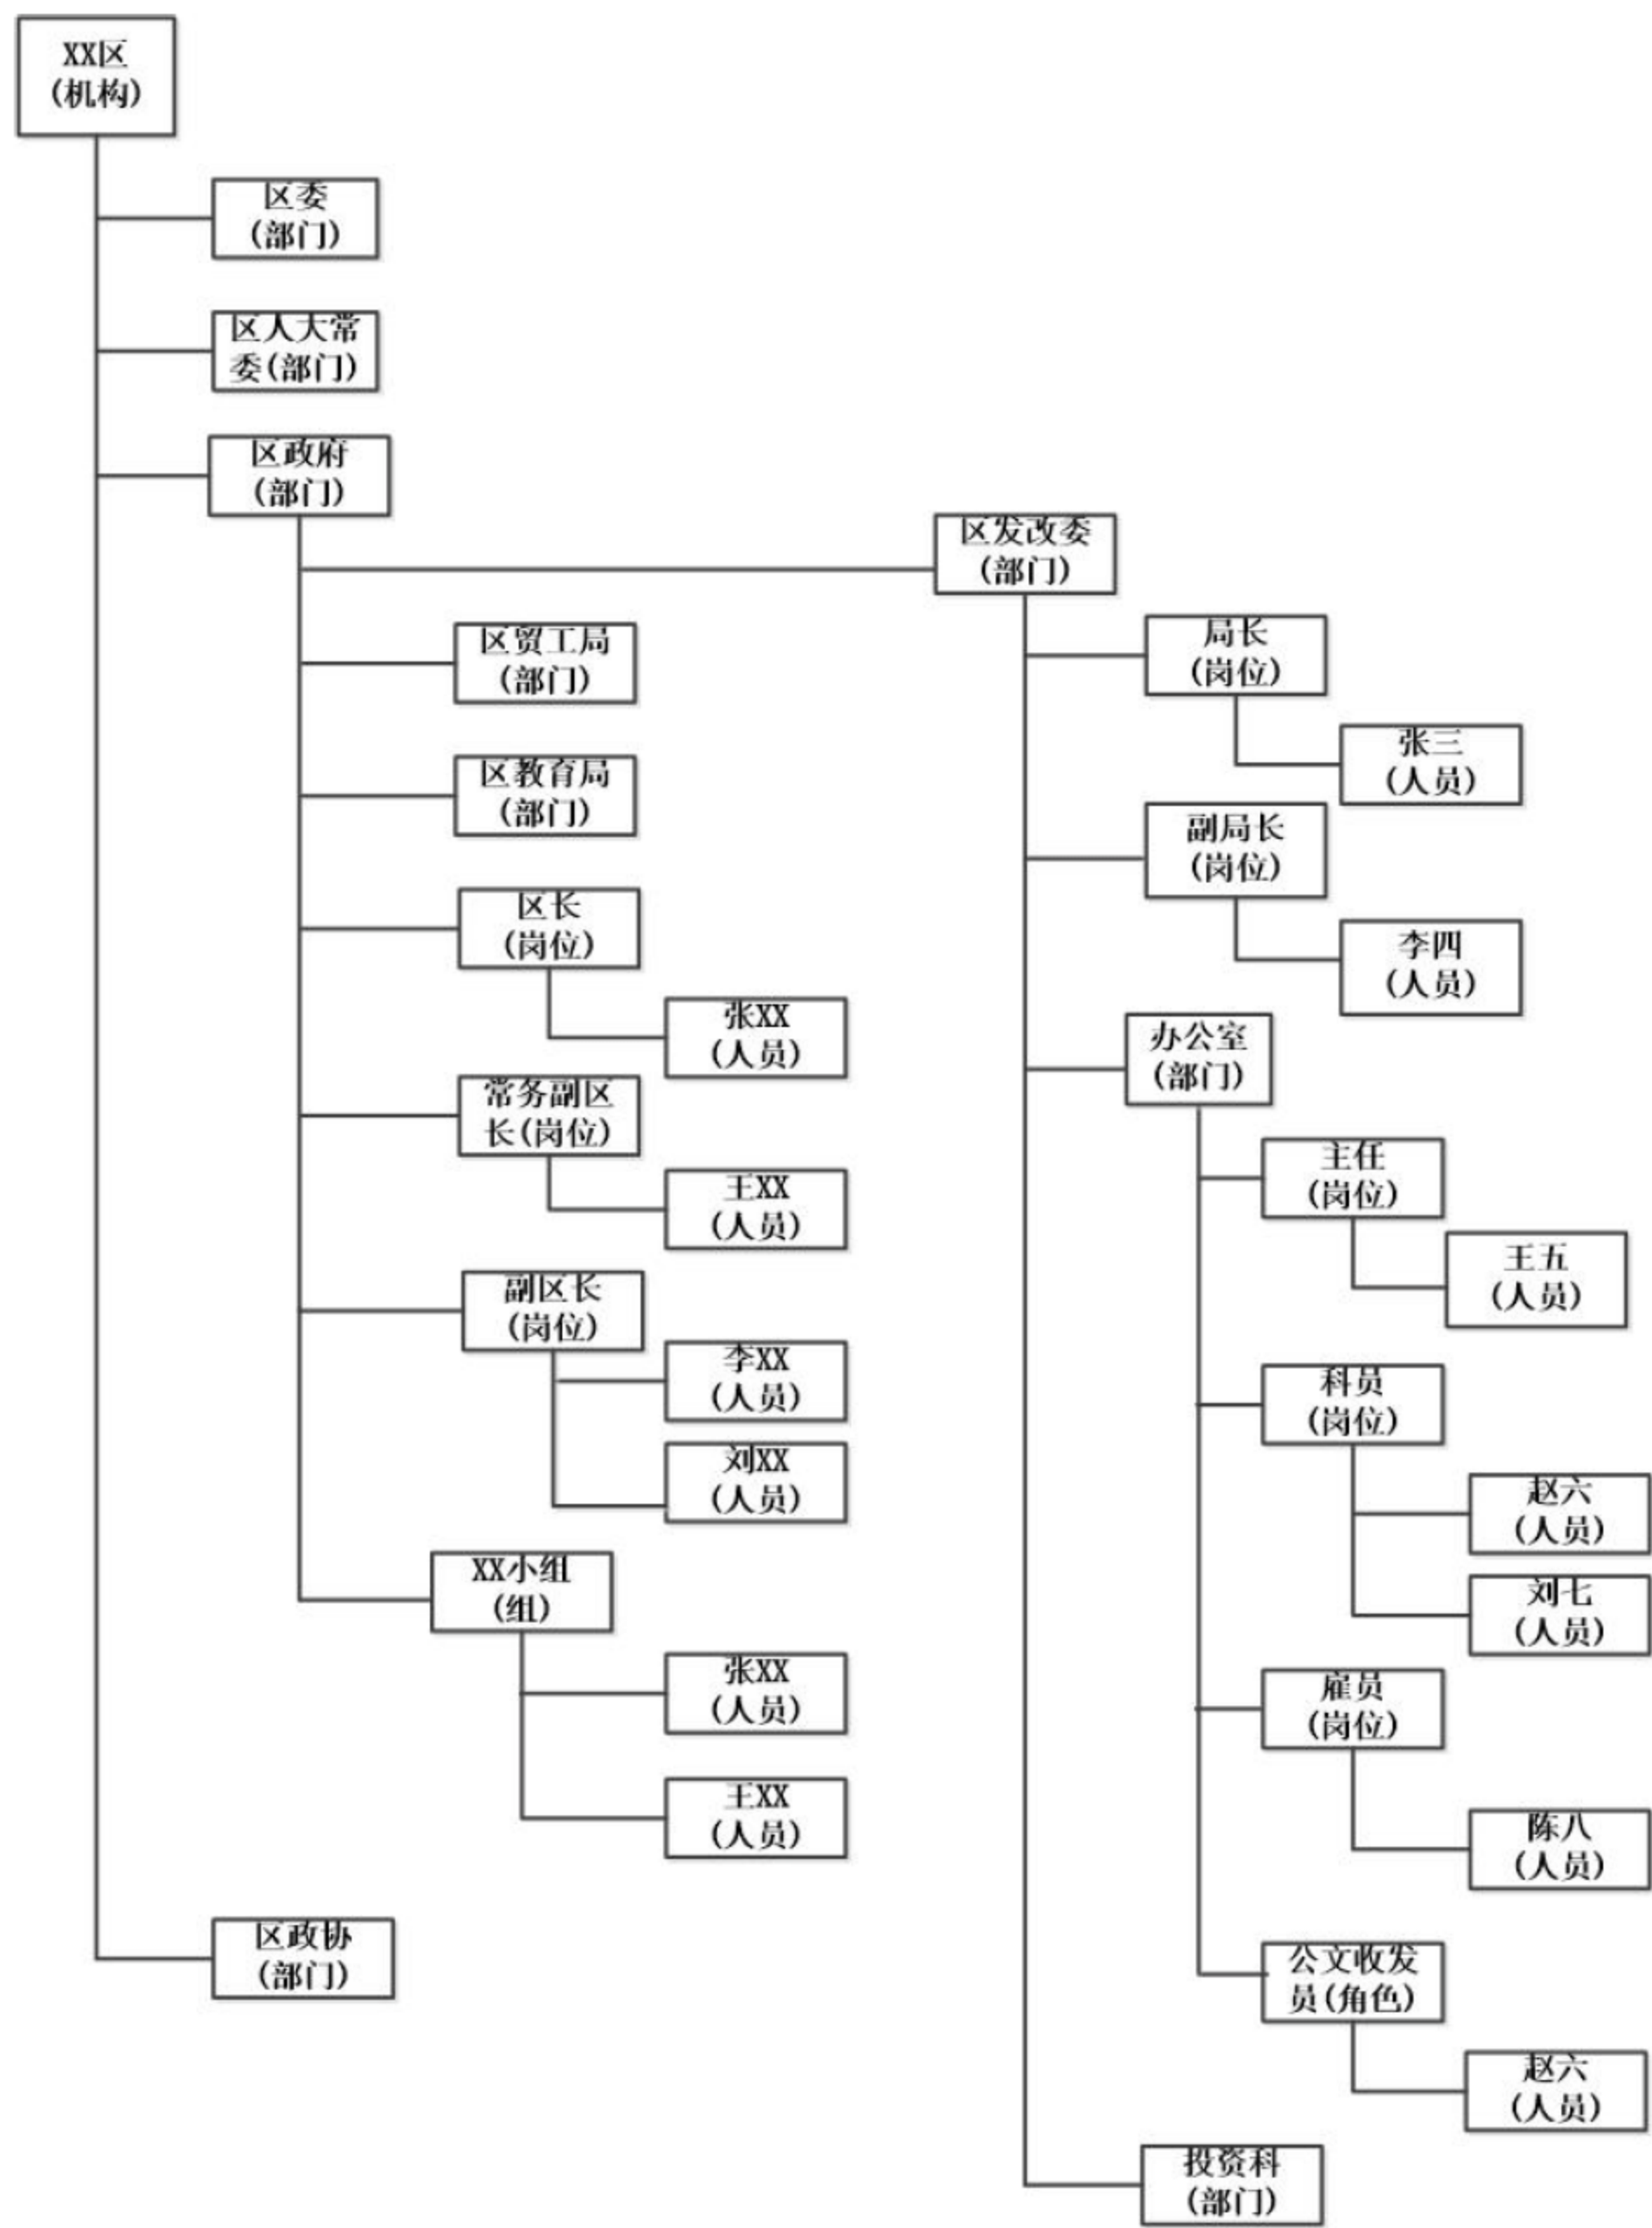 XX区
(机构)
区委
(部门)
区人大常
委(部门)
区政府
(部门)
区发改委
(部门)
区贸工局
(部门)
区教育局
(部门)
区长
(岗位)
张XX
(人员)
常务副区
长(岗位)
王XX
(人员)
副区长
(岗位)
李XX
(人员)
刘XX
(人员)
XX小组
(组)
张XX
(人员)
王XX
(人员)
区政协
(部门)
局长
(岗位)
张三
(人员)
副局长
(岗位)
李四
(人员)
办公室
(部门)
主任
(岗位)
王五
(人员)
科员
(岗位)
赵六
(人员)
刘七
(人员)
雇员
(岗位)
陈八
(人员)
公文收发
员(角色)
赵六
(人员)
投资科
(部门)